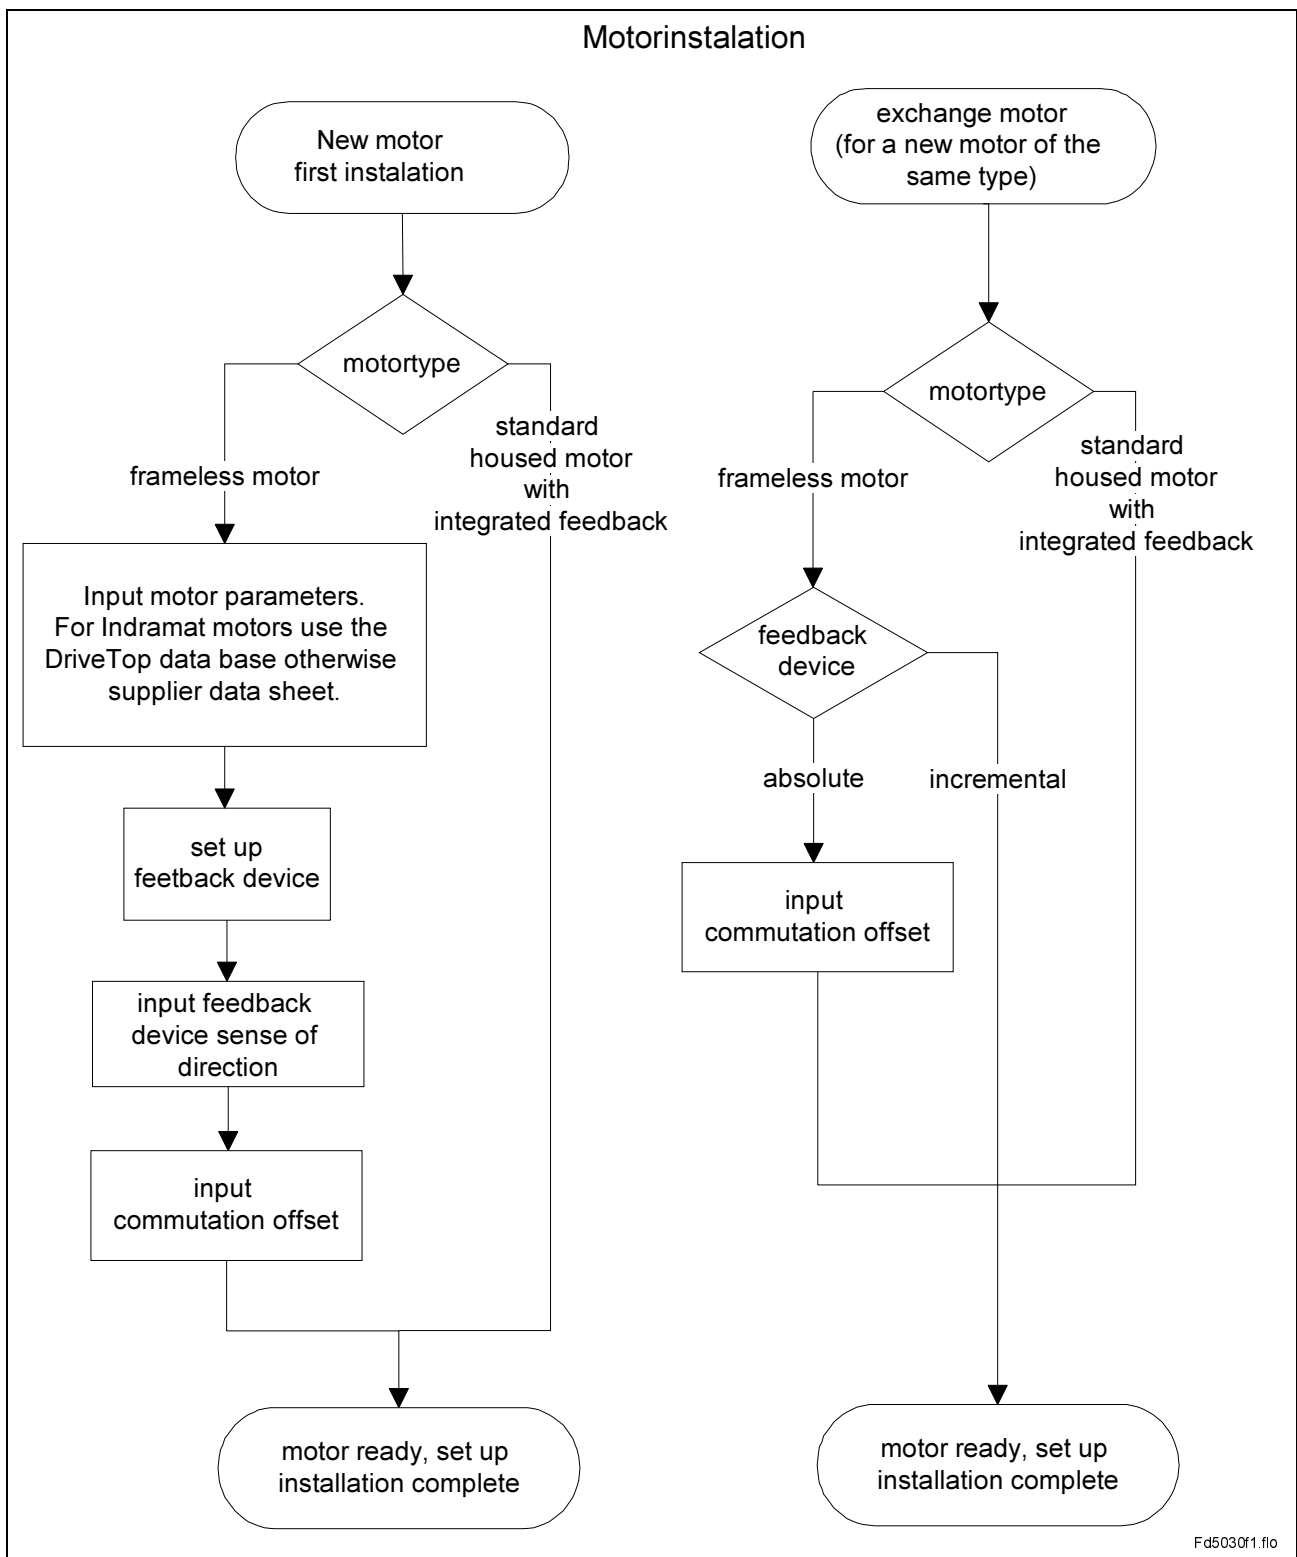 Motorinstalation
New motor
first instalation
motortype
frameless motor
standard
housed motor
with
integrated feedback
Input motor parameters.
For Indramat motors use the
DriveTop data base otherwise
supplier data sheet.
set up
feetback device
input feedback
device sense of
direction
input
commutation offset
motor ready, set up
installation complete
exchange motor
(for a new motor of the
same type)
motortype
frameless motor
standard
housed motor
with
integrated feedback
feedback
device
absolute
incremental
input
commutation offset
motor ready, set up
installation complete
Fd5030f1.flo